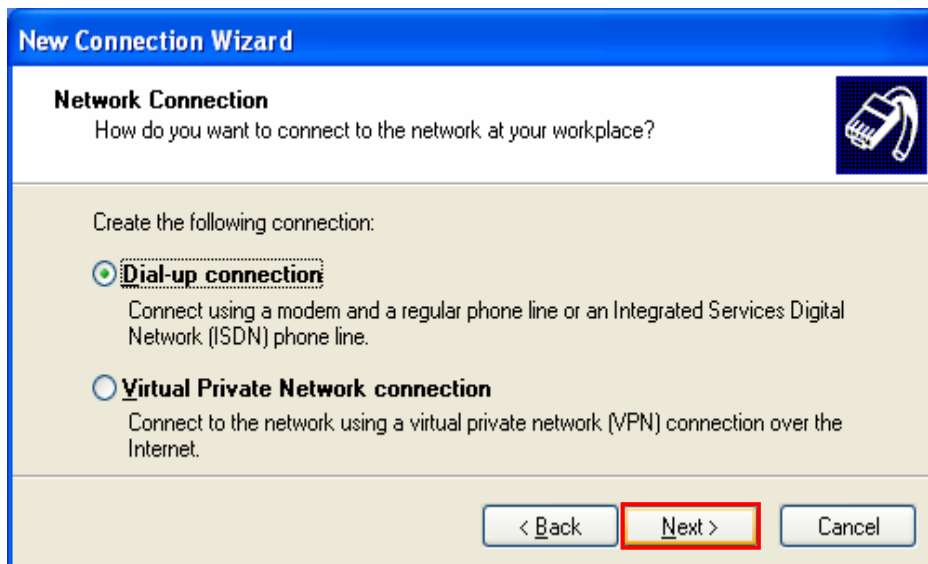 New Connection Wizard
Network Connection
How do you want to connect to the network at your workplace?
Create the following connection:
Dial-up connection
Connect using a modem and a regular phone line or an Integrated Services Digital
Network (ISDN) phone line.
Virtual Private Network connection
Connect to the network using a virtual private network (VPN) connection over the
Internet.
< Back Next > Cancel